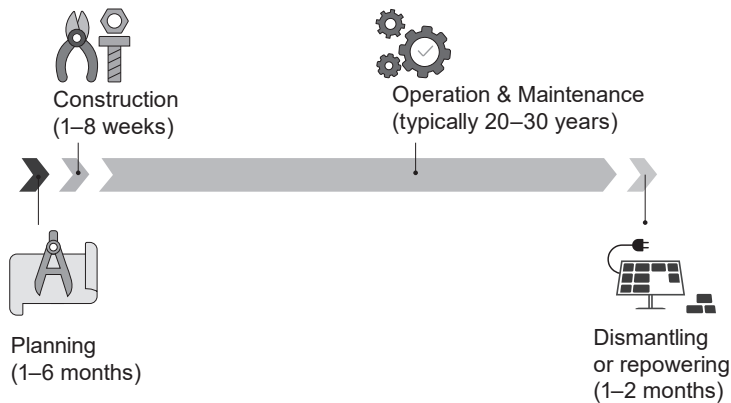 Construction
(1–8 weeks)
Operation & Maintenance
(typically 20–30 years)
Planning
(1–6 months)
Dismantling
or repowering
(1–2 months)